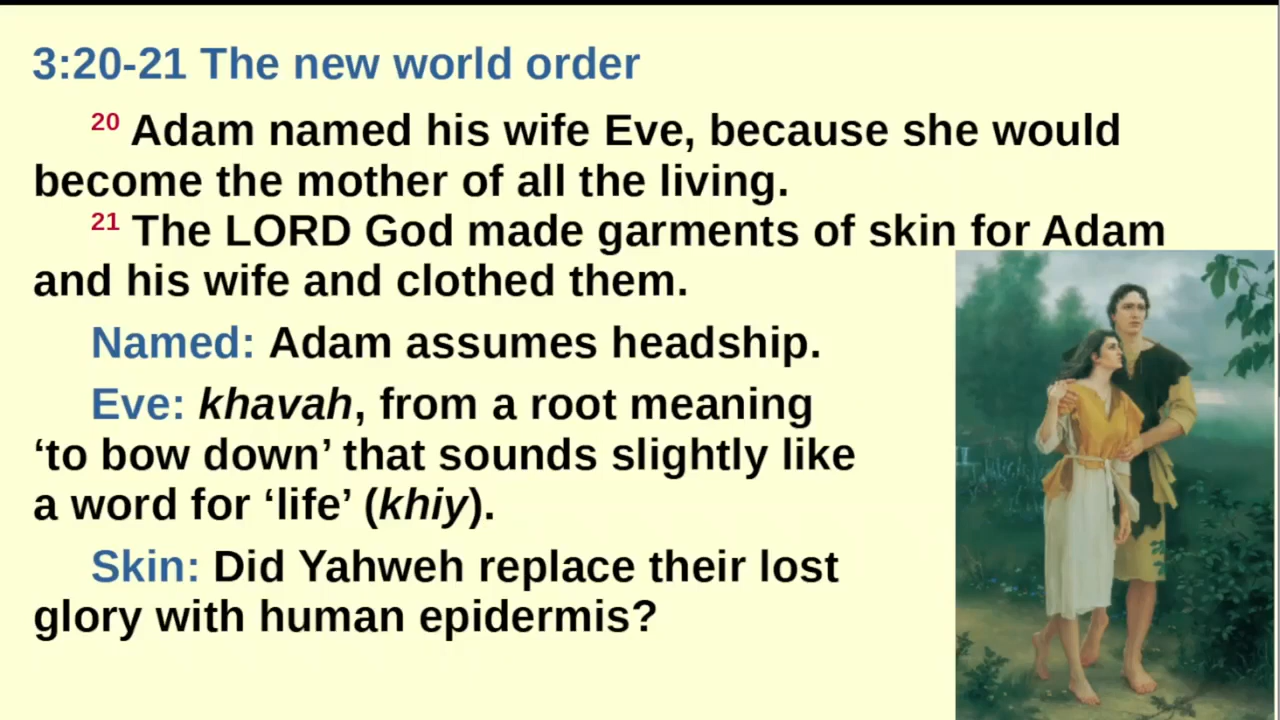 3:20-21 The new world order
20 Adam named his wife Eve, because she would
become the mother of all the living.
21 The LORD God made garments of skin for Adam
and his wife and clothed them.
Named: Adam assumes headship.
Eve: khavah, from a root meaning
‘to bow down’ that sounds slightly like
a word for ‘life’ (khiy).
Skin: Did Yahweh replace their lost
glory with human epidermis?